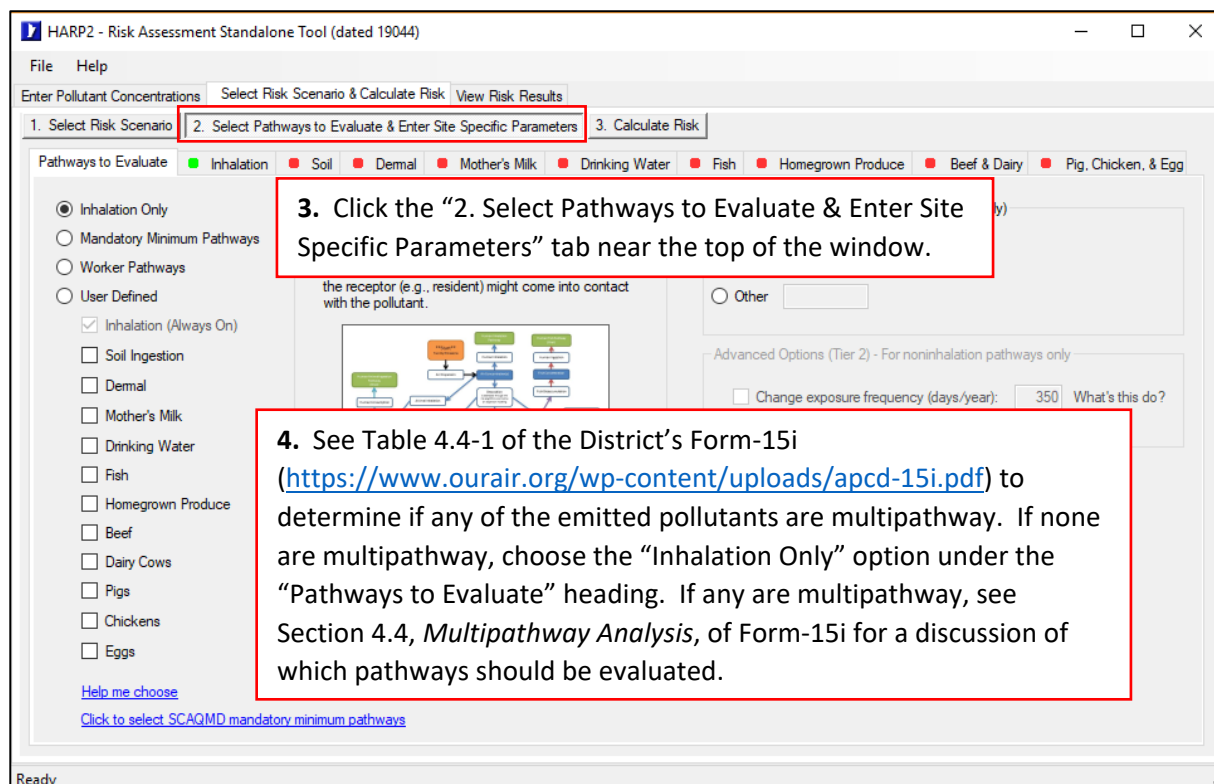 HARP2 - Risk Assessment Standalone Tool (dated 19044)
File Help
Enter Pollutant Concentrations Select Risk Scenario & Calculate Risk View Risk Results
1. Select Risk Scenario 2. Select Pathways to Evaluate & Enter Site Specific Parameters 3. Calculate Risk
Pathways to Evaluate Inhalation Soil Dermal Mother's Milk Drinking Water Fish Homegrown Produce Beef & Dairy Pig, Chicken, & Egg
Inhalation Only
Mandatory Minimum Pathways
Worker Pathways
User Defined
Inhalation (Always On)
Soil Ingestion
Dermal
Mother's Milk
Drinking Water
Fish
Homegrown Produce
Beef
Dairy Cows
Pigs
Chickens
Eggs
Help me choose
Click to select SCAQMD mandatory minimum pathways
3. Click the “2. Select Pathways to Evaluate & Enter Site
Specific Parameters” tab near the top of the window.
the receptor (e.g., resident) might come into contact
with the pollutant.
Other
Advanced Options (Tier 2) - For noninhalation pathways only
Change exposure frequency (days/year): 350 What's this do?
4. See Table 4.4-1 of the District’s Form-15i
(https://www.ourair.org/wp-content/uploads/apcd-15i.pdf) to
determine if any of the emitted pollutants are multipathway. If none
are multipathway, choose the “Inhalation Only” option under the
“Pathways to Evaluate” heading. If any are multipathway, see
Section 4.4, Multipathway Analysis, of Form-15i for a discussion of
which pathways should be evaluated.
Ready